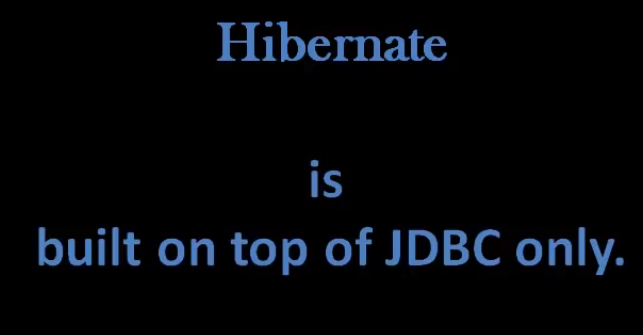 Hibernate
is
built on top of JDBC only.